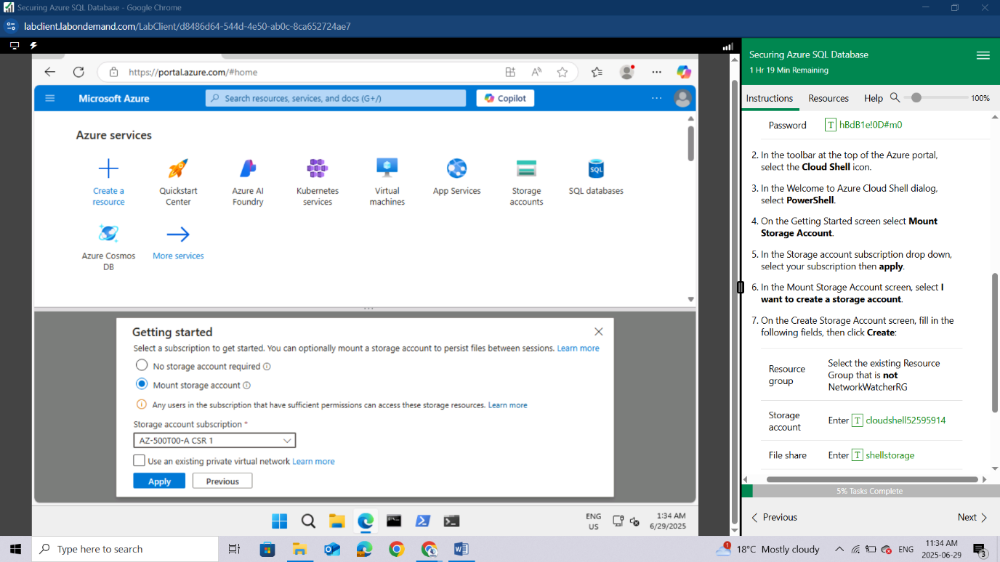 Securing Azure SQL Database - Google Chrome
labclient.labondemand.com/LabClient/d8486d64-544d-4e50-ab0c-8ca652724ae7
https://portal.azure.com/#home
Microsoft Azure
Search resources, services, and docs (G+/)
Copilot
Azure services
Create a
resource
Quickstart
Center
Azure AI
Foundry
Kubernetes
services
Virtual
machines
App Services
Storage
accounts
SQL databases
Azure Cosmos
DB
More services
Getting started
Select a subscription to get started. You can optionally mount a storage account to persist files between sessions. Learn more
No storage account required
Mount storage account
Any users in the subscription that have sufficient permissions can access these storage resources. Learn more
Storage account subscription *
AZ-500T00-A CSR 1
Use an existing private virtual network Learn more
Apply
Previous
ENG
US
1:34 AM
6/29/2025
Securing Azure SQL Database
1 Hr 19 Min Remaining
Instructions
Resources
Help
100%
Password
T hBdB1e!0D#m0
2. In the toolbar at the top of the Azure portal,
select the Cloud Shell icon.
3. In the Welcome to Azure Cloud Shell dialog,
select PowerShell.
4. On the Getting Started screen select Mount
Storage Account.
5. In the Storage account subscription drop down,
select your subscription then apply.
6. In the Mount Storage Account screen, select I
want to create a storage account.
7. On the Create Storage Account screen, fill in the
following fields, then click Create:
Resource
group
Select the existing Resource
Group that is not
NetworkWatcherRG
Storage
account
Enter T cloudshell52595914
File share
Enter T shellstorage
5% Tasks Complete
Previous
Next
Type here to search
1
18°C Mostly cloudy
ENG
11:34 AM
2025-06-29
3